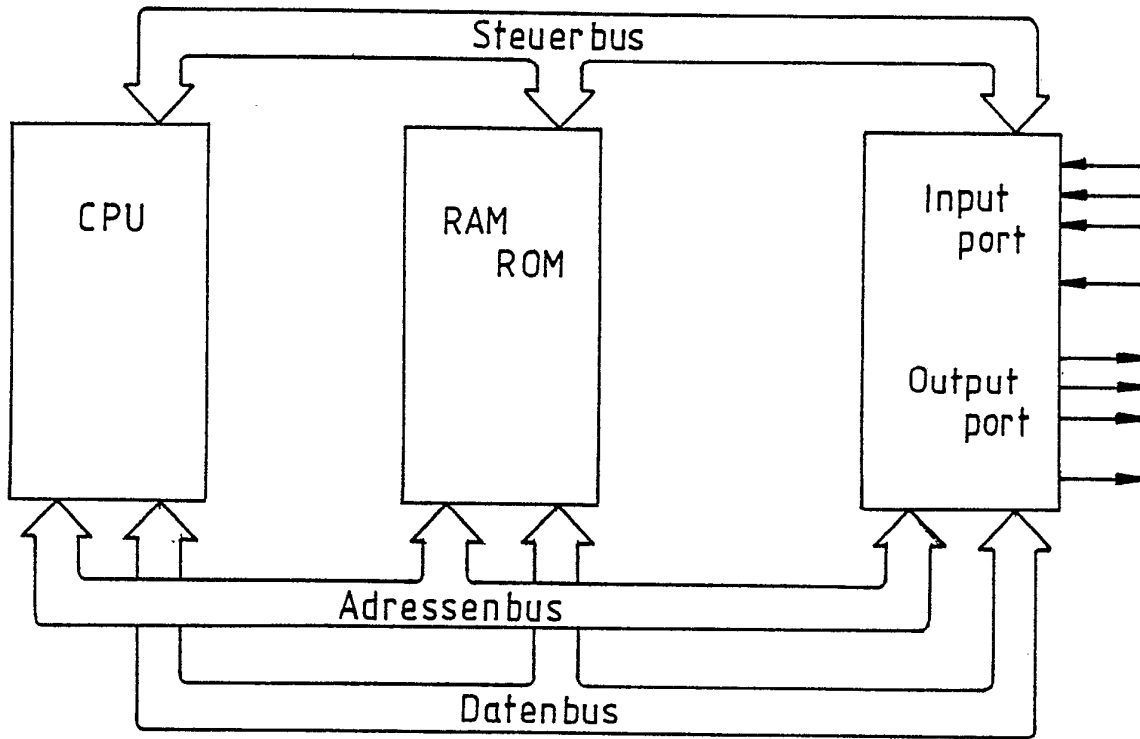 Steuerbus
CPU
RAM
ROM
Input
port
Output
port
Adressenbus
Datenbus